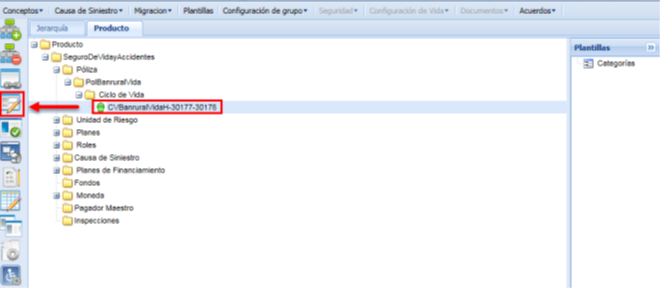 Conceptos Causa de Siniestro Migracion Plantillas Configuración de grupo Seguridad Configuración de Vida Documentos Acuerdos
Jerarquía Producto
Producto
SeguroDeVidayAccidentes
Póliza
PolBanruralVida
Ciclo de Vida
CVBanruralVidaH-30177-30178
Unidad de Riesgo
Planes
Roles
Causa de Siniestro
Planes de Financiamiento
Fondos
Moneda
Pagador Maestro
Inspecciones
Plantillas
Categorías